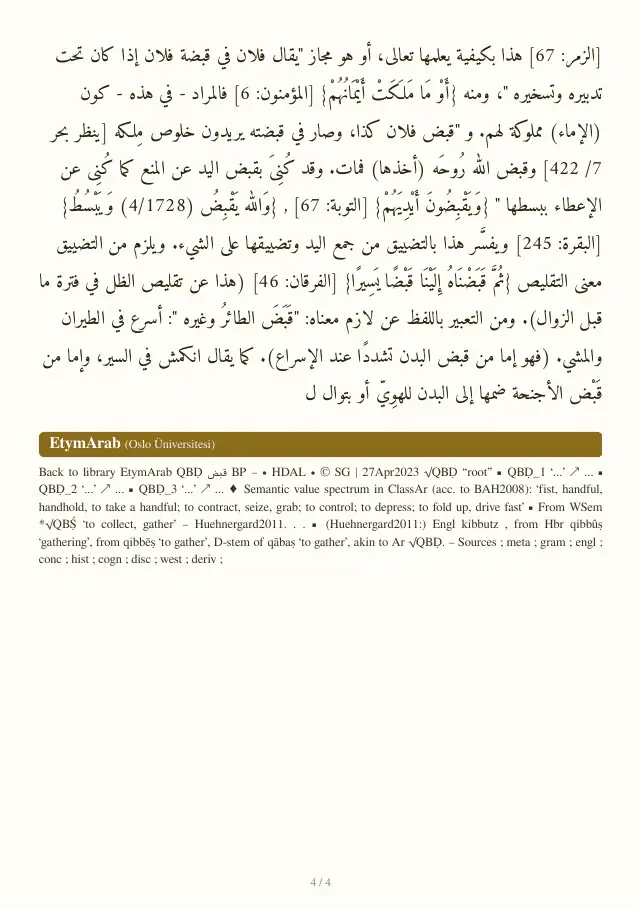 [الزمر: 67] هذا بكيفية يعلمها تعالى، أو هو مجاز "يقال فلان في قبضة فلان إذا كان تحت
تدبيره وتسخيره "، ومنه {أَوْ مَا مَلَكَتْ أَيْمَانُهُمْ} [المؤمنون: 6] فالمراد - في هذه - كون
(الإماء) مملوكة لهم. و "قبض فلان كذا، وصار في قبضته يريدون خلوص مِلكه [ينظر بحر
7/ 422] وقبض الله رُوحَه (أخذها) فمات. وقد كُنِىَ بقبض اليد عن المنع كما كُنِى عن
الإعطاء ببسطها " {وَيَقْبِضُونَ أَيْدِيَهُمْ} [التوبة: 67] , {وَالله يَقْبِضُ (4/1728) وَيَبْسُطُ}
[البقرة: 245] ويفسَّر هذا بالتضييق من جمع اليد وتضييقها على الشيء. ويلزم من التضييق
معنى التقليص {ثُمَّ قَبَضْنَاهُ إِلَيْنَا قَبْضًا يَسِيرًا} [الفرقان: 46] (هذا عن تقليص الظل في فترة ما
قبل الزوال). ومن التعبير باللفظ عن لازم معناه: "قَبَضَ الطائرُ وغيره ": أسرع في الطيران
والمشي. (فهو إما من قبض البدن تشددًا عند الإسراع). كما يقال انكمش في السير، وإما من
قَبْض الأجنحة ضمها إلى البدن للهوِيّ أو بتوال ل
EtymArab (Oslo Üniversitesi)
Back to library EtymArab QBḌ قبض BP – • HDAL • © SG | 27Apr2023 √QBḌ “root” ▪ QBḌ_1 ‘...’ ↗ ... ▪
QBḌ_2 ‘...’ ↗ ... ▪ QBḌ_3 ‘...’ ↗ ... ♦ Semantic value spectrum in ClassAr (acc. to BAH2008): ‘fist, handful,
handhold, to take a handful; to contract, seize, grab; to control; to depress; to fold up, drive fast’ ▪ From WSem
*√QBṢ́ ‘to collect, gather’ – Huehnergard2011. . . ▪ (Huehnergard2011:) Engl kibbutz , from Hbr qibbûṣ
‘gathering’, from qibbēṣ ‘to gather’, D-stem of qābaṣ ‘to gather’, akin to Ar √QBḌ. – Sources ; meta ; gram ; engl ;
conc ; hist ; cogn ; disc ; west ; deriv ;
4 / 4